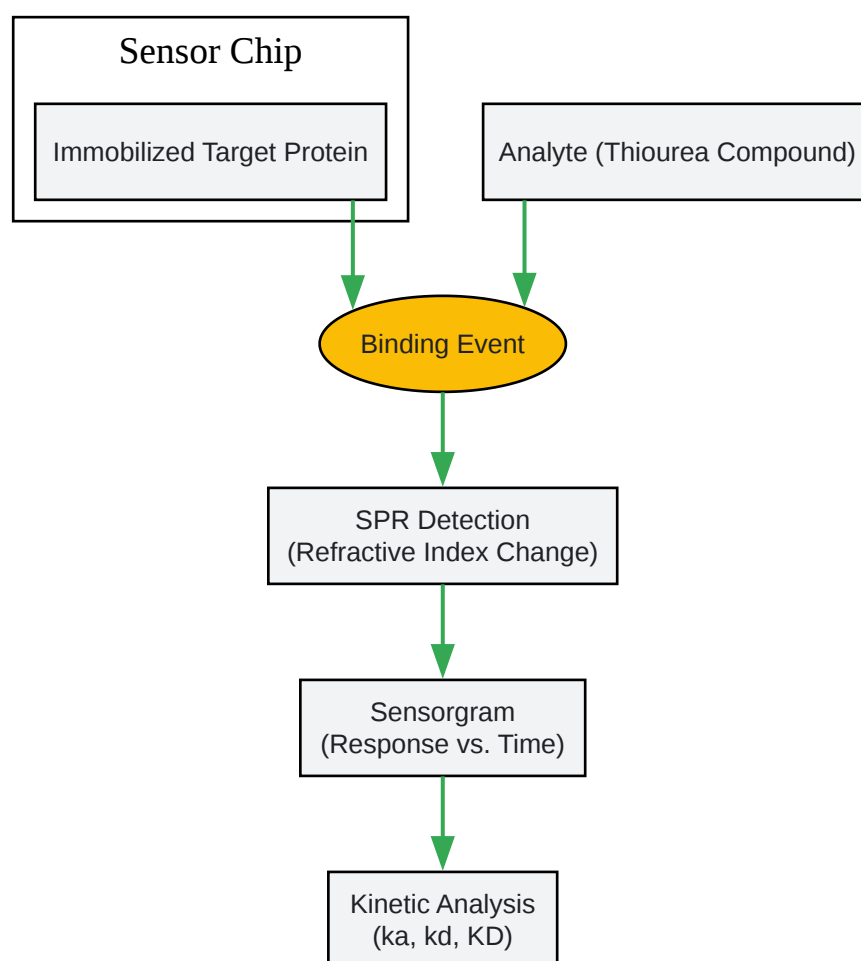 Sensor Chip
Immobilized Target Protein
Analyte (Thiourea Compound)
Binding Event
SPR Detection
(Refractive Index Change)
Sensorgram
(Response vs. Time)
Kinetic Analysis
(ka, kd, KD)